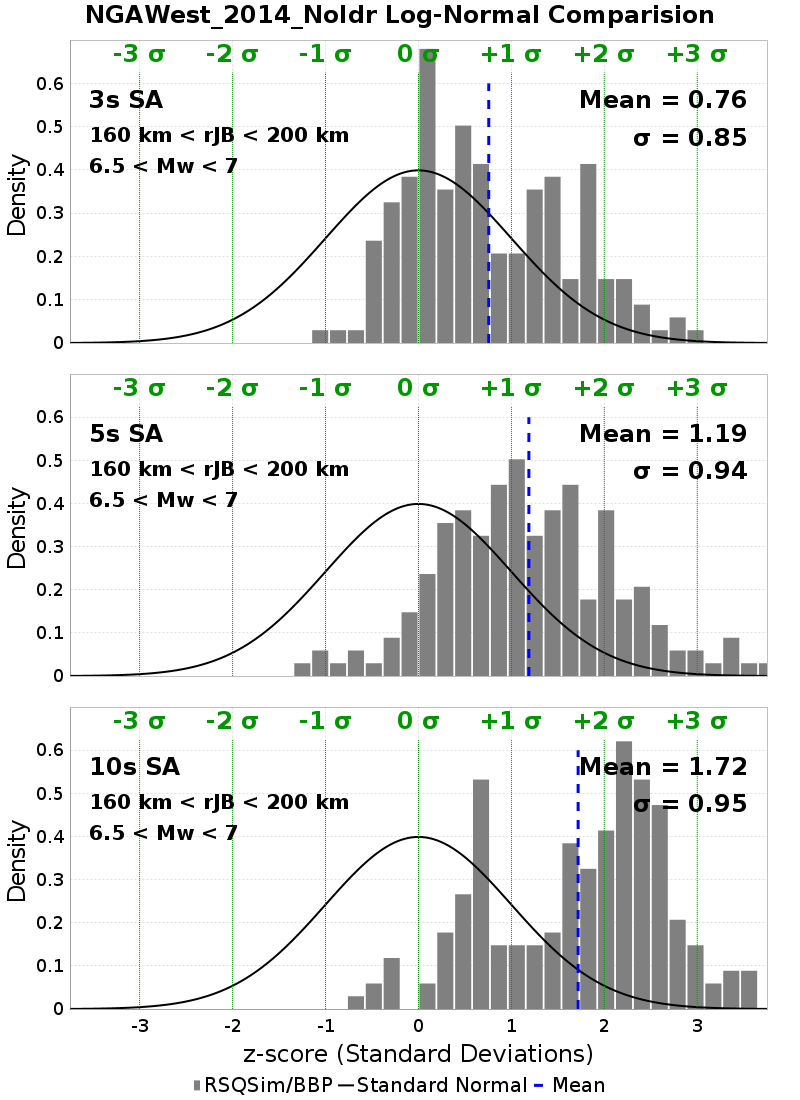 NGAWest_2014_NoIdr Log-Normal Comparision
-3 σ -2 σ -1 σ 0 σ +1 σ +2 σ +3 σ
3s SA
Mean = 0.76
160 km < rJB < 200 km
σ = 0.85
6.5 < Mw < 7
0.6
0.5
0.4
0.3
0.2
0.1
0
Density
-3 σ -2 σ -1 σ 0 σ +1 σ +2 σ +3 σ
5s SA
Mean = 1.19
160 km < rJB < 200 km
σ = 0.94
6.5 < Mw < 7
0.6
0.5
0.4
0.3
0.2
0.1
0
Density
-3 σ -2 σ -1 σ 0 σ +1 σ +2 σ +3 σ
10s SA
Mean = 1.72
160 km < rJB < 200 km
σ = 0.95
6.5 < Mw < 7
0.6
0.5
0.4
0.3
0.2
0.1
0
Density
-3 -2 -1 0 1 2 3
z-score (Standard Deviations)
RSQSim/BBP Standard Normal Mean